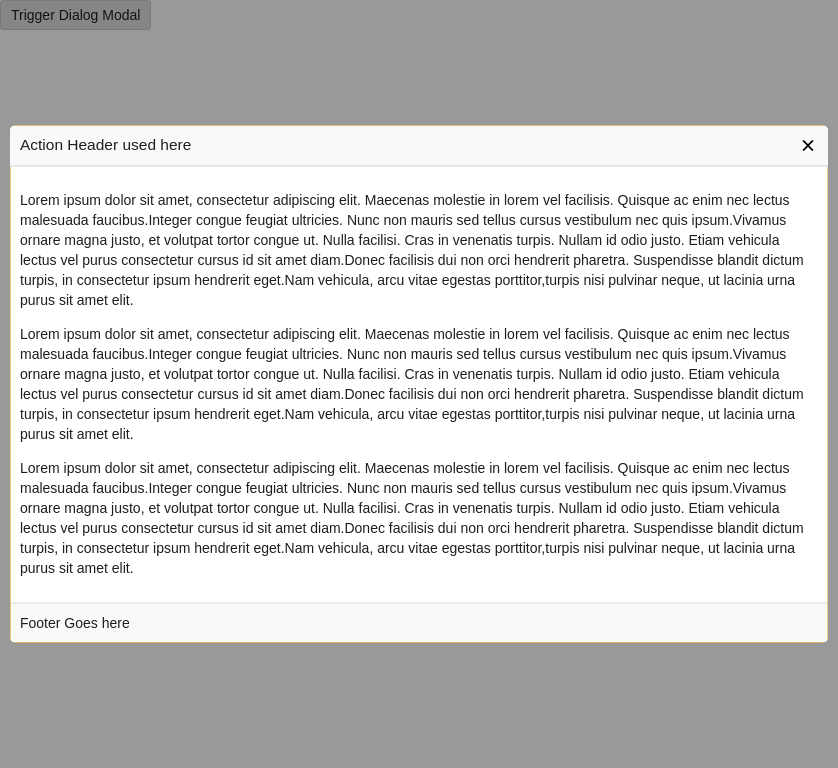 Trigger Dialog Modal
Action Header used here
Lorem ipsum dolor sit amet, consectetur adipiscing elit. Maecenas molestie in lorem vel facilisis. Quisque ac enim nec lectus
malesuada faucibus.Integer congue feugiat ultricies. Nunc non mauris sed tellus cursus vestibulum nec quis ipsum.Vivamus
ornare magna justo, et volutpat tortor congue ut. Nulla facilisi. Cras in venenatis turpis. Nullam id odio justo. Etiam vehicula
lectus vel purus consectetur cursus id sit amet diam.Donec facilisis dui non orci hendrerit pharetra. Suspendisse blandit dictum
turpis, in consectetur ipsum hendrerit eget.Nam vehicula, arcu vitae egestas porttitor,turpis nisi pulvinar neque, ut lacinia urna
purus sit amet elit.
Lorem ipsum dolor sit amet, consectetur adipiscing elit. Maecenas molestie in lorem vel facilisis. Quisque ac enim nec lectus
malesuada faucibus.Integer congue feugiat ultricies. Nunc non mauris sed tellus cursus vestibulum nec quis ipsum.Vivamus
ornare magna justo, et volutpat tortor congue ut. Nulla facilisi. Cras in venenatis turpis. Nullam id odio justo. Etiam vehicula
lectus vel purus consectetur cursus id sit amet diam.Donec facilisis dui non orci hendrerit pharetra. Suspendisse blandit dictum
turpis, in consectetur ipsum hendrerit eget.Nam vehicula, arcu vitae egestas porttitor,turpis nisi pulvinar neque, ut lacinia urna
purus sit amet elit.
Lorem ipsum dolor sit amet, consectetur adipiscing elit. Maecenas molestie in lorem vel facilisis. Quisque ac enim nec lectus
malesuada faucibus.Integer congue feugiat ultricies. Nunc non mauris sed tellus cursus vestibulum nec quis ipsum.Vivamus
ornare magna justo, et volutpat tortor congue ut. Nulla facilisi. Cras in venenatis turpis. Nullam id odio justo. Etiam vehicula
lectus vel purus consectetur cursus id sit amet diam.Donec facilisis dui non orci hendrerit pharetra. Suspendisse blandit dictum
turpis, in consectetur ipsum hendrerit eget.Nam vehicula, arcu vitae egestas porttitor,turpis nisi pulvinar neque, ut lacinia urna
purus sit amet elit.
Footer Goes here